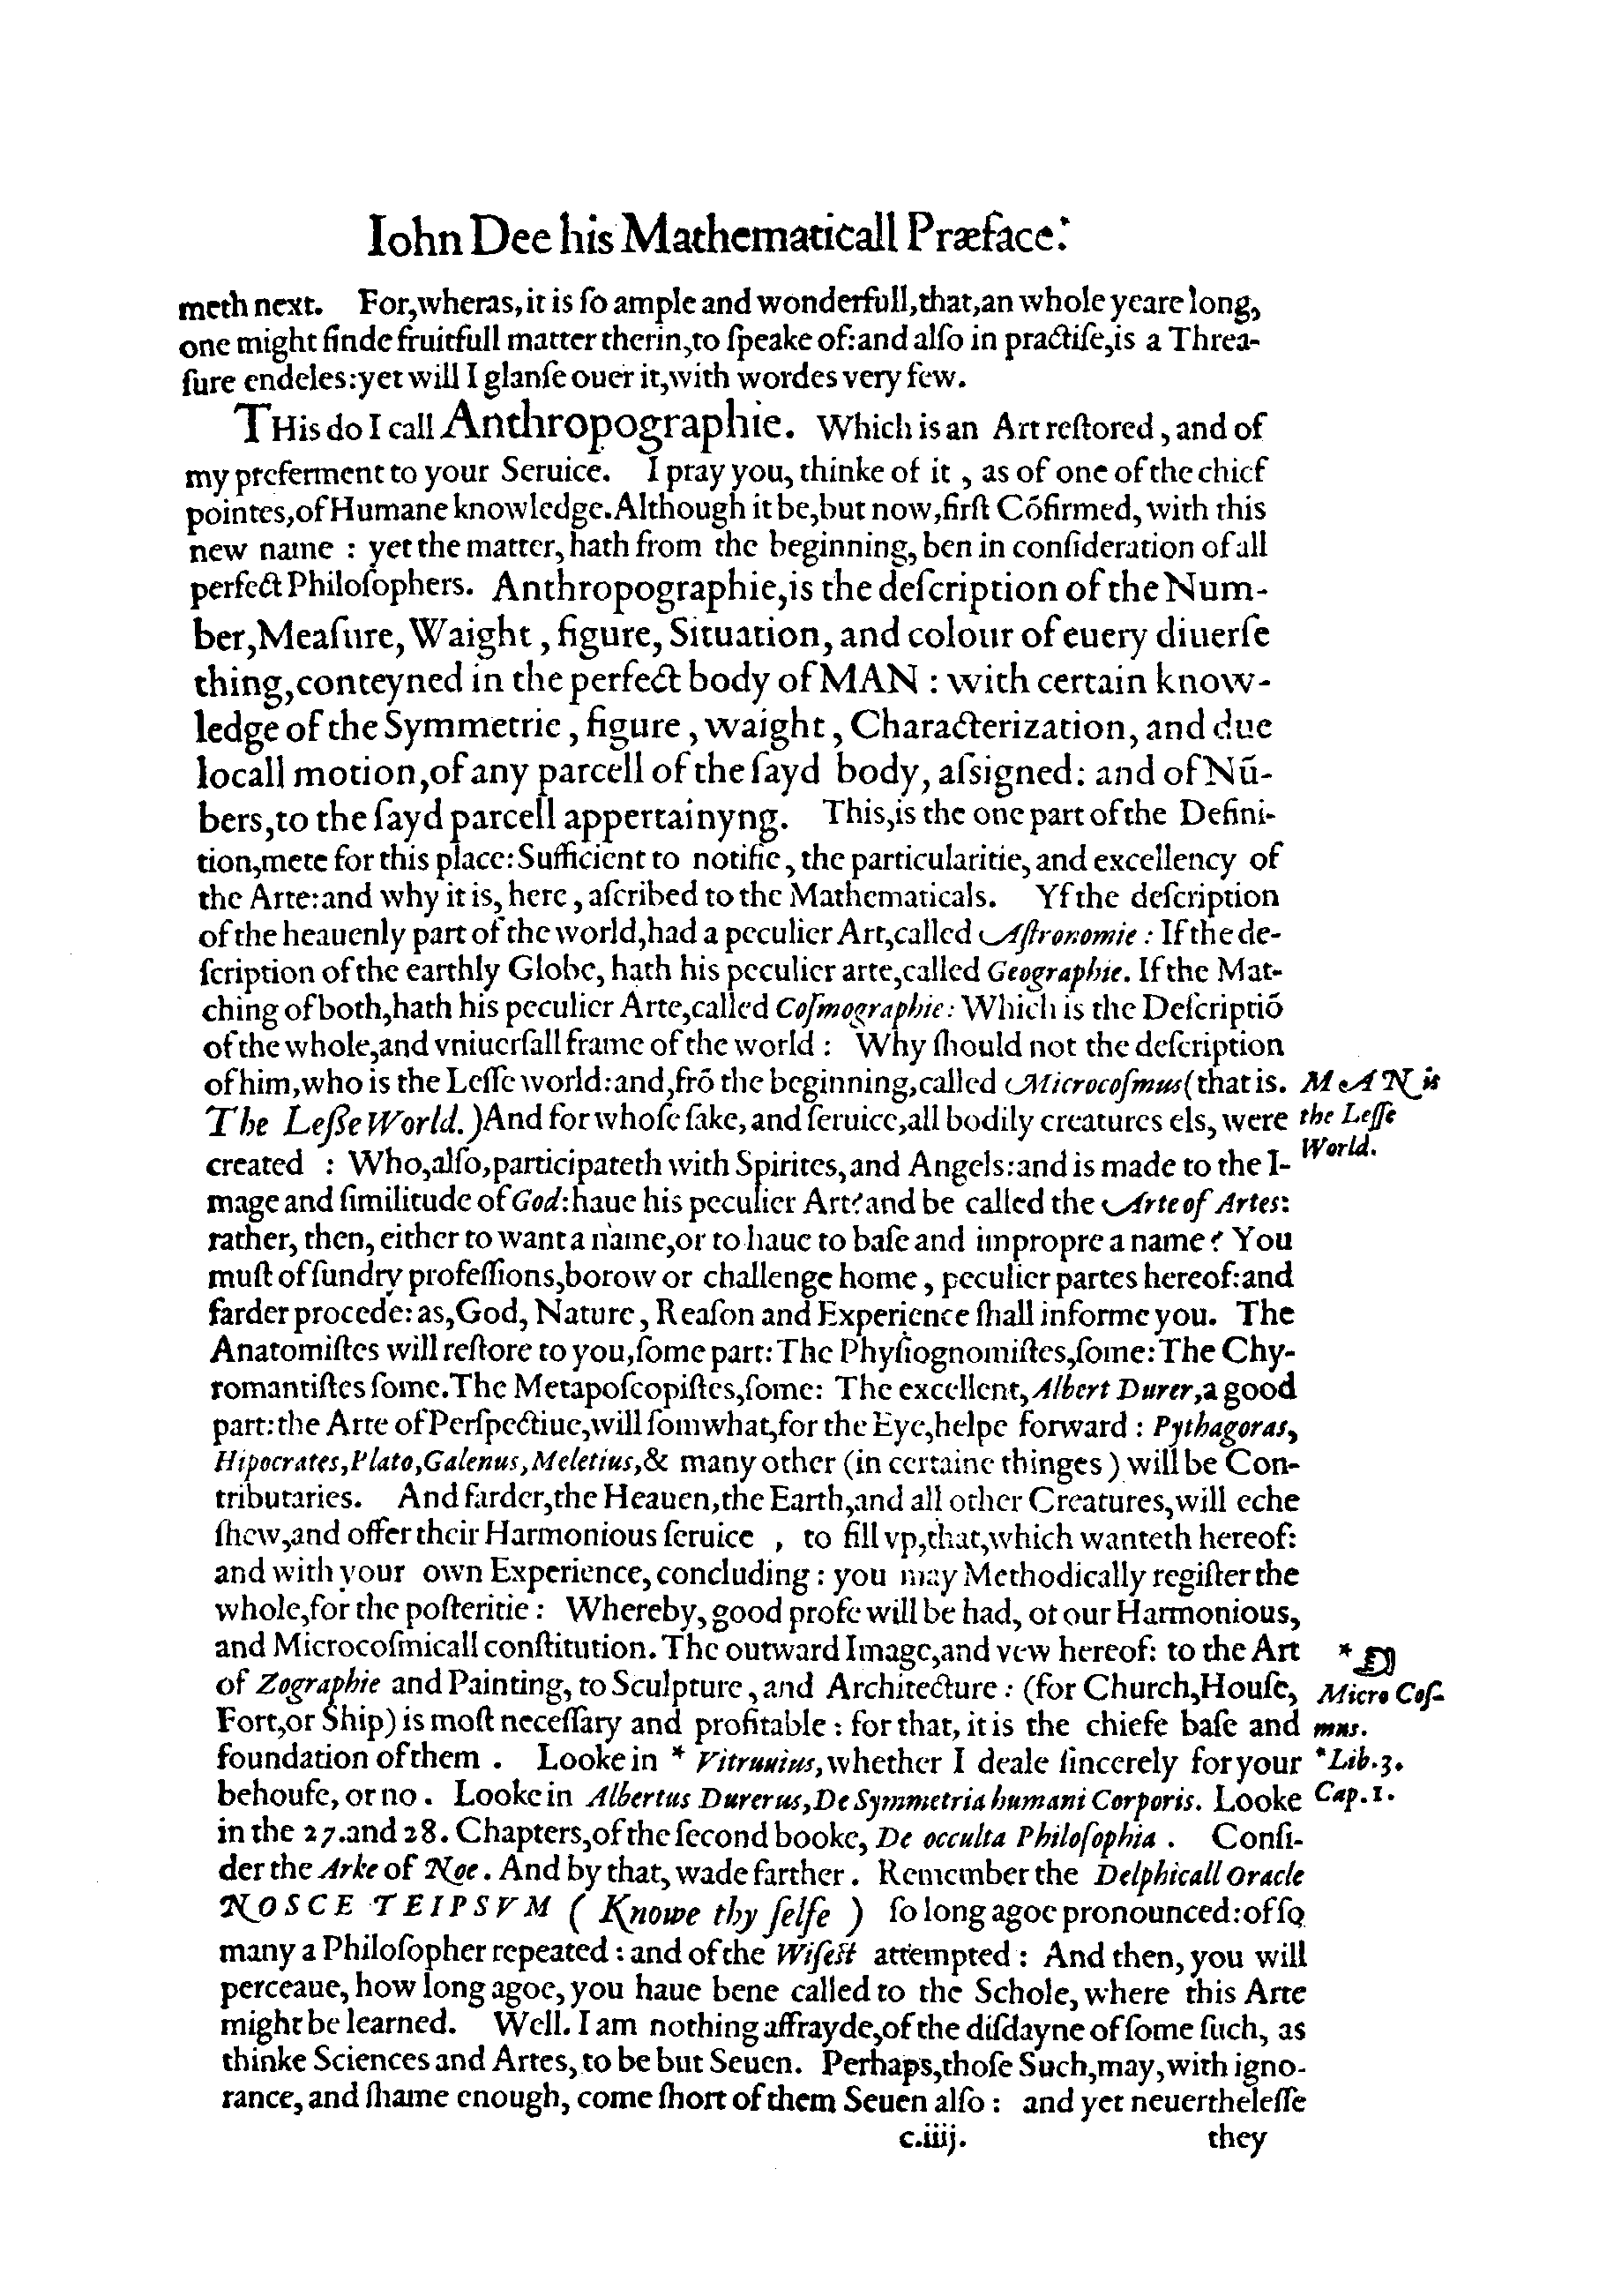 Iohn Dee his Mathematicall Præface.
meth next. For,wheras,it is ſo ample and wonderfull,that,an whole yeare long,
one might finde fruitfull matter therin,to ſpeake of:and alſo in practiſe,is a Threa-
ſure endeles:yet will I glanſe ouer it,with wordes very few.
THis do I call Anthropographie. Which is an Art reſtored, and of
my preferment to your Seruice. I pray you, thinke of it, as of one of the chief
pointes,of Humane knowledge.Although it be,but now,firſt Cõfirmed, with this
new name : yet the matter, hath from the beginning, ben in conſideration of all
perfect Philoſophers. Anthropographie,is the deſcription of the Num-
ber,Meaſure, Waight, figure, Situation, and colour of euery diuerſe
thing,conteyned in the perfect body of MAN : with certain know-
ledge of the Symmetrie, figure, waight, Characterization, and due
locall motion,of any parcell of the ſayd body, aſsigned: and of Nũ-
bers,to the ſayd parcell appertainyng. This,is the one part of the Defini-
tion,mete for this place:Sufficient to notifie, the particularitie, and excellency of
the Arte:and why it is, here, aſcribed to the Mathematicals. Yf the deſcription
of the heauenly part of the world,had a peculier Art,called Aſtronomie: If the de-
ſcription of the earthly Globe, hath his peculier arte,called Geographie. If the Mat-
ching of both,hath his peculier Arte,called Coſmographie: Which is the Deſcriptiõ
of the whole,and vniuerſall frame of the world : Why ſhould not the deſcription
of him,who is the Leſſe world:and,frõ the beginning,called Microcoſmus(that is.
The Leſſe World.)And for whoſe ſake, and ſeruice,all bodily creatures els, were
created : Who,alſo,participateth with Spirites,and Angels:and is made to the I-
mage and ſimilitude of God:haue his peculier Art?and be called the Arte of Artes:
rather, then, either to want a name,or to haue to baſe and impropre a name? You
muſt of ſundry profeſſions,borow or challenge home, peculier partes hereof:and
farder procede: as,God, Nature, Reaſon and Experience ſhall informe you. The
Anatomiſtes will reſtore to you,ſome part:The Phyſiognomiſtes,ſome:The Chy-
romantiſtes ſome.The Metapoſcopiſtes,ſome: The excellent,Albert Durer,a good
part:the Arte of Perſpectiue,will ſomwhat,for the Eye,helpe forward : Pythagoras,
Hipocrates,Plato,Galenus,Meletius,& many other (in certaine thinges) will be Con-
tributaries. And farder,the Heauen,the Earth,and all other Creatures,will eche
ſhew,and offer their Harmonious ſeruice , to fill vp,that,which wanteth hereof:
and with your own Experience, concluding : you may Methodically regiſter the
whole,for the poſteritie : Whereby, good profe will be had, of our Harmonious,
and Microcoſmicall conſtitution. The outward Image,and vew hereof: to the Art
of Zographie and Painting, to Sculpture, and Architecture : (for Church,Houſe,
Fort,or Ship) is moſt neceſſary and profitable : for that, it is the chiefe baſe and
foundation of them . Looke in * Vitruuius,whether I deale ſincerely for your
behoufe, or no . Looke in Albertus Durerus,De Symmetria humani Corporis. Looke
in the 27.and 28. Chapters,of the ſecond booke, De occulta Philoſophia . Conſi-
der the Arke of Noe. And by that, wade farther . Remember the Delphicall Oracle
NOSCE TEIPSVM ( Knowe thy ſelfe ) ſo long agoe pronounced:of ſo
many a Philoſopher repeated : and of the Wiſeſt attempted : And then, you will
perceaue, how long agoe, you haue bene called to the Schole, where this Arte
might be learned. Well. I am nothing affrayde,of the diſdayne of ſome ſuch, as
thinke Sciences and Artes, to be but Seuen. Perhaps,thoſe Such,may, with igno-
rance, and ſhame enough, come ſhort of them Seuen alſo : and yet neuertheleſſe
c.iiij. they
MAN is
the Leſſe
World.
*
Micro Coſ-
mus.
*Lib.3.
Cap.1.